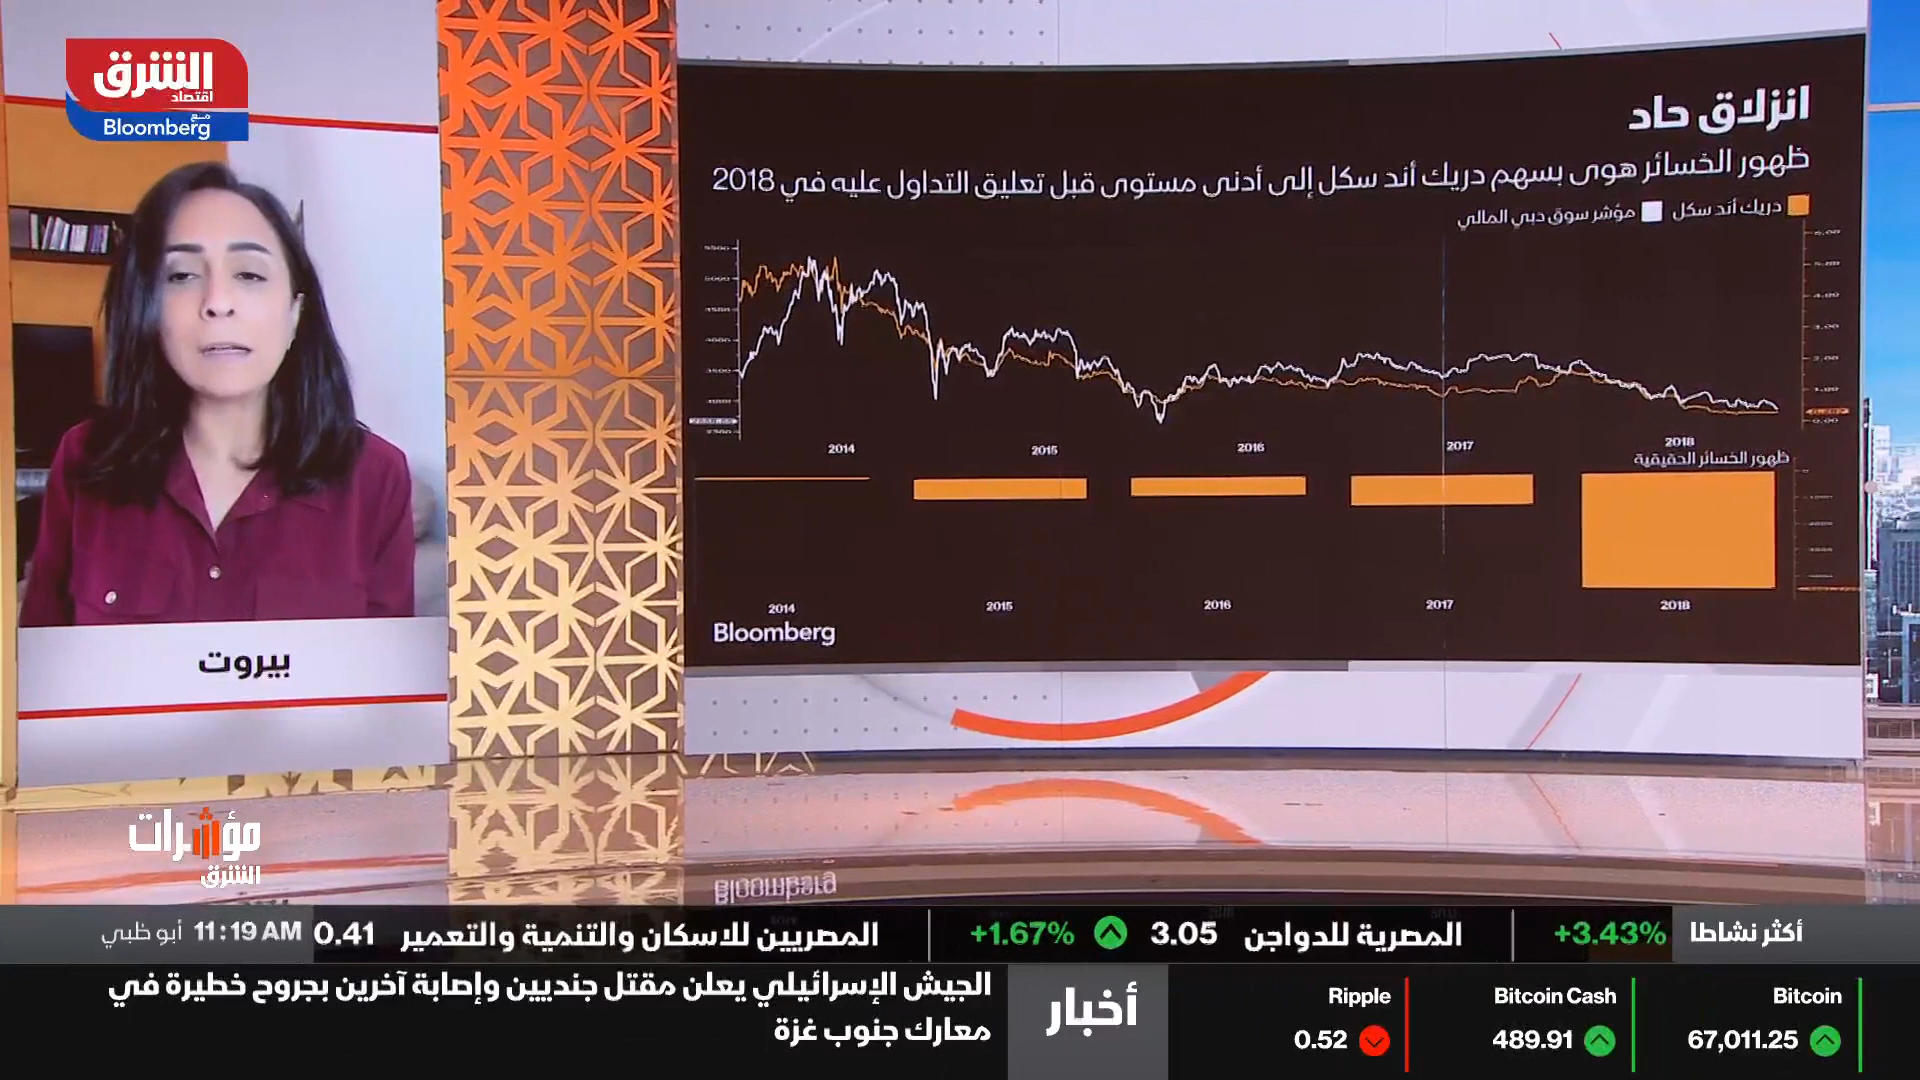 الشرق
اقتصاد
مع
Bloomberg
انزلاق حاد
ظهور الخسائر هوى بسهم دريك أند سكل إلى أدنى مستوى قبل تعليق التداول عليه في 2018
دريك أند سكل
مؤشر سوق دبي المالي
2014 2015 2016 2017 2018
ظهور الخسائر الحقيقية
2014 2015 2016 2017 2018
Bloomberg
بيروت
مؤشرات
الشرق
أكثر نشاطا +3.43% المصرية للدواجن 3.05 +1.67% المصريين للاسكان والتنمية والتعمير 0.41 11:19 AM أبو ظبي
Ripple Bitcoin Cash Bitcoin
0.52 489.91 67,011.25
أخبار
الجيش الإسرائيلي يعلن مقتل جنديين وإصابة آخرين بجروح خطيرة في
معارك جنوب غزة